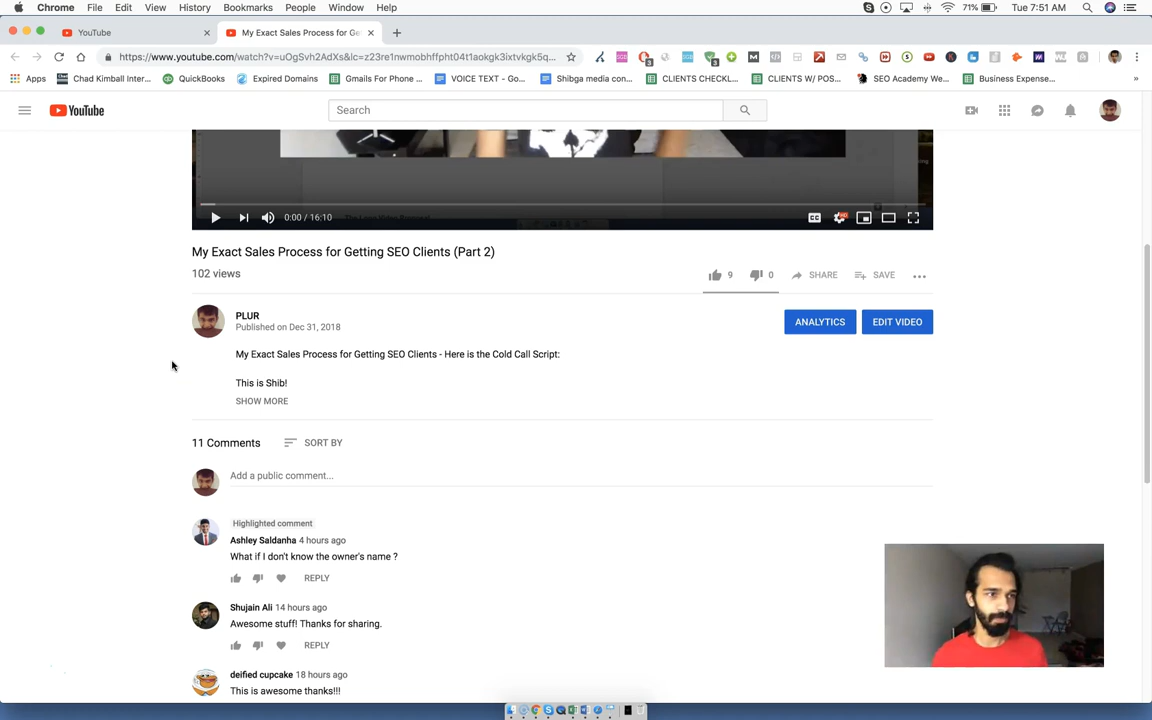 Chrome File Edit View History Bookmarks People Window Help 71% Tue 7:51 AM
YouTube My Exact Sales Process for Ge
https://www.youtube.com/watch?v=uOgSvh2AdXs&lc=z23re1nwmobhffpht04t1aokgk3ixtvkgk5q...
Apps Chad Kimball Inter... QuickBooks Expired Domains Gmails For Phone ... VOICE TEXT - Go... Shibga media con... CLIENTS CHECKL... CLIENTS W/ POS... SEO Academy We... Business Expense... »
YouTube Search
0:00 / 16:10 CC HD
My Exact Sales Process for Getting SEO Clients (Part 2)
102 views 9 0 SHARE SAVE
PLUR
Published on Dec 31, 2018
ANALYTICS EDIT VIDEO
My Exact Sales Process for Getting SEO Clients - Here is the Cold Call Script:
This is Shib!
SHOW MORE
11 Comments SORT BY
Add a public comment...
Highlighted comment
Ashley Saldanha 4 hours ago
What if I don't know the owner's name ?
REPLY
Shujain Ali 14 hours ago
Awesome stuff! Thanks for sharing.
REPLY
deified cupcake 18 hours ago
This is awesome thanks!!!